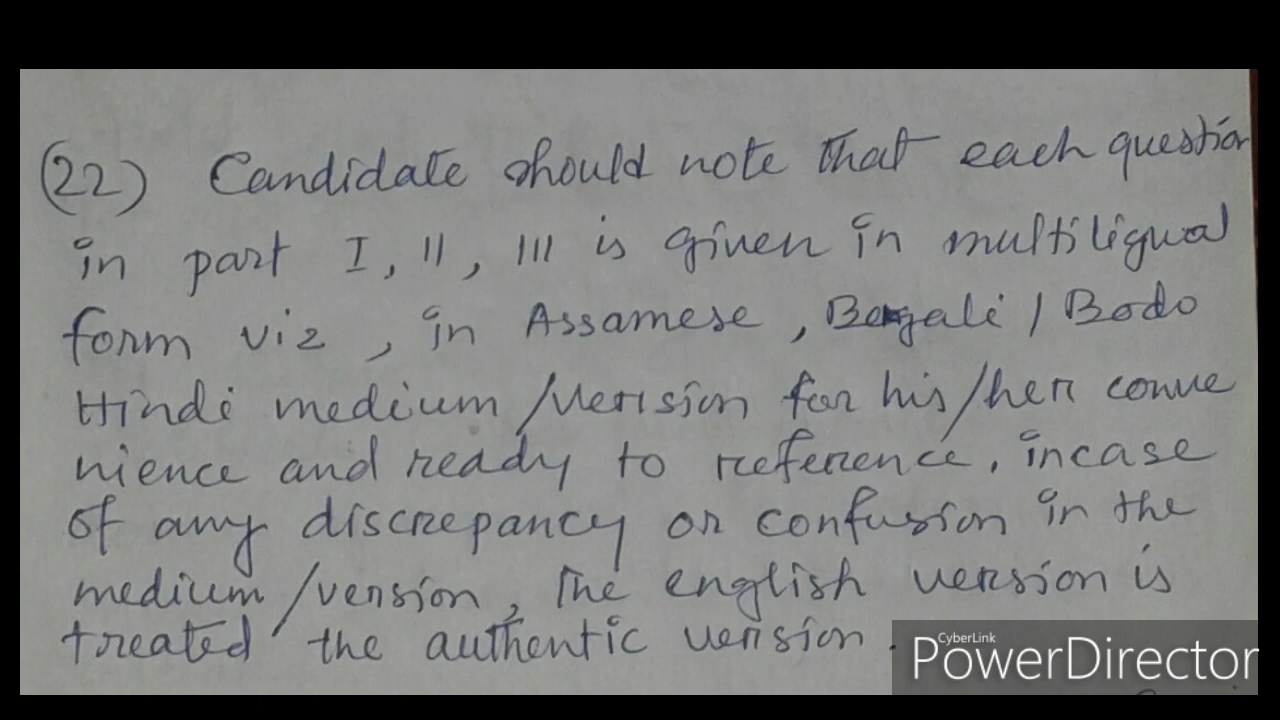 (22) Candidate should note that each question
in part I, II, III is given in multiligual
form viz, in Assamese, Bengali / Bodo
Hindi medium /version for his/her conve
nience and ready to reference. incase
of any discrepancy or confusion in the
medium /version, The english version is
treated the authentic version.
CyberLink
PowerDirector